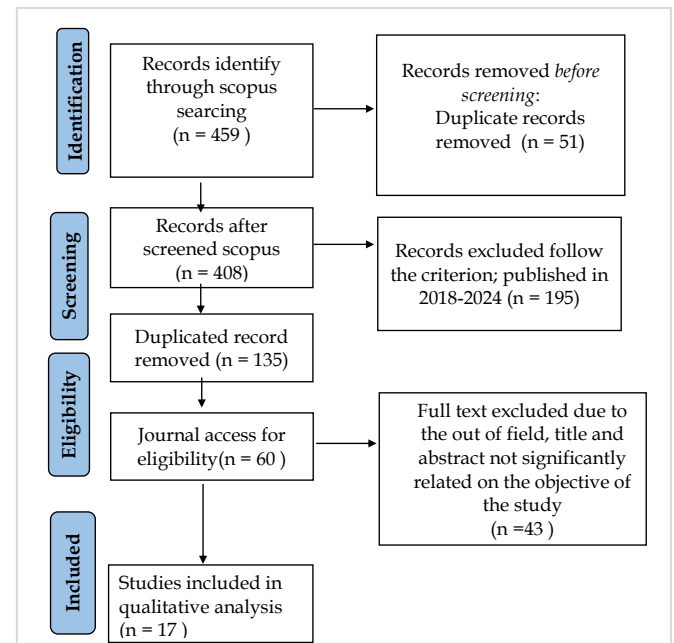 Identification
Records identify
through scopus
searcing
(n = 459 )
Records removed before
screening:
Duplicate records
removed (n = 51)
Screening
Records after
screened scopus
(n = 408)
Records excluded follow
the criterion; published in
2018-2024 (n = 195)
Duplicated record
removed (n = 135)
Eligibility
Journal access for
eligibility(n = 60 )
Full text excluded due to
the out of field, title and
abstract not significantly
related on the objective of
the study
(n =43 )
Included
Studies included in
qualitative analysis
(n = 17 )